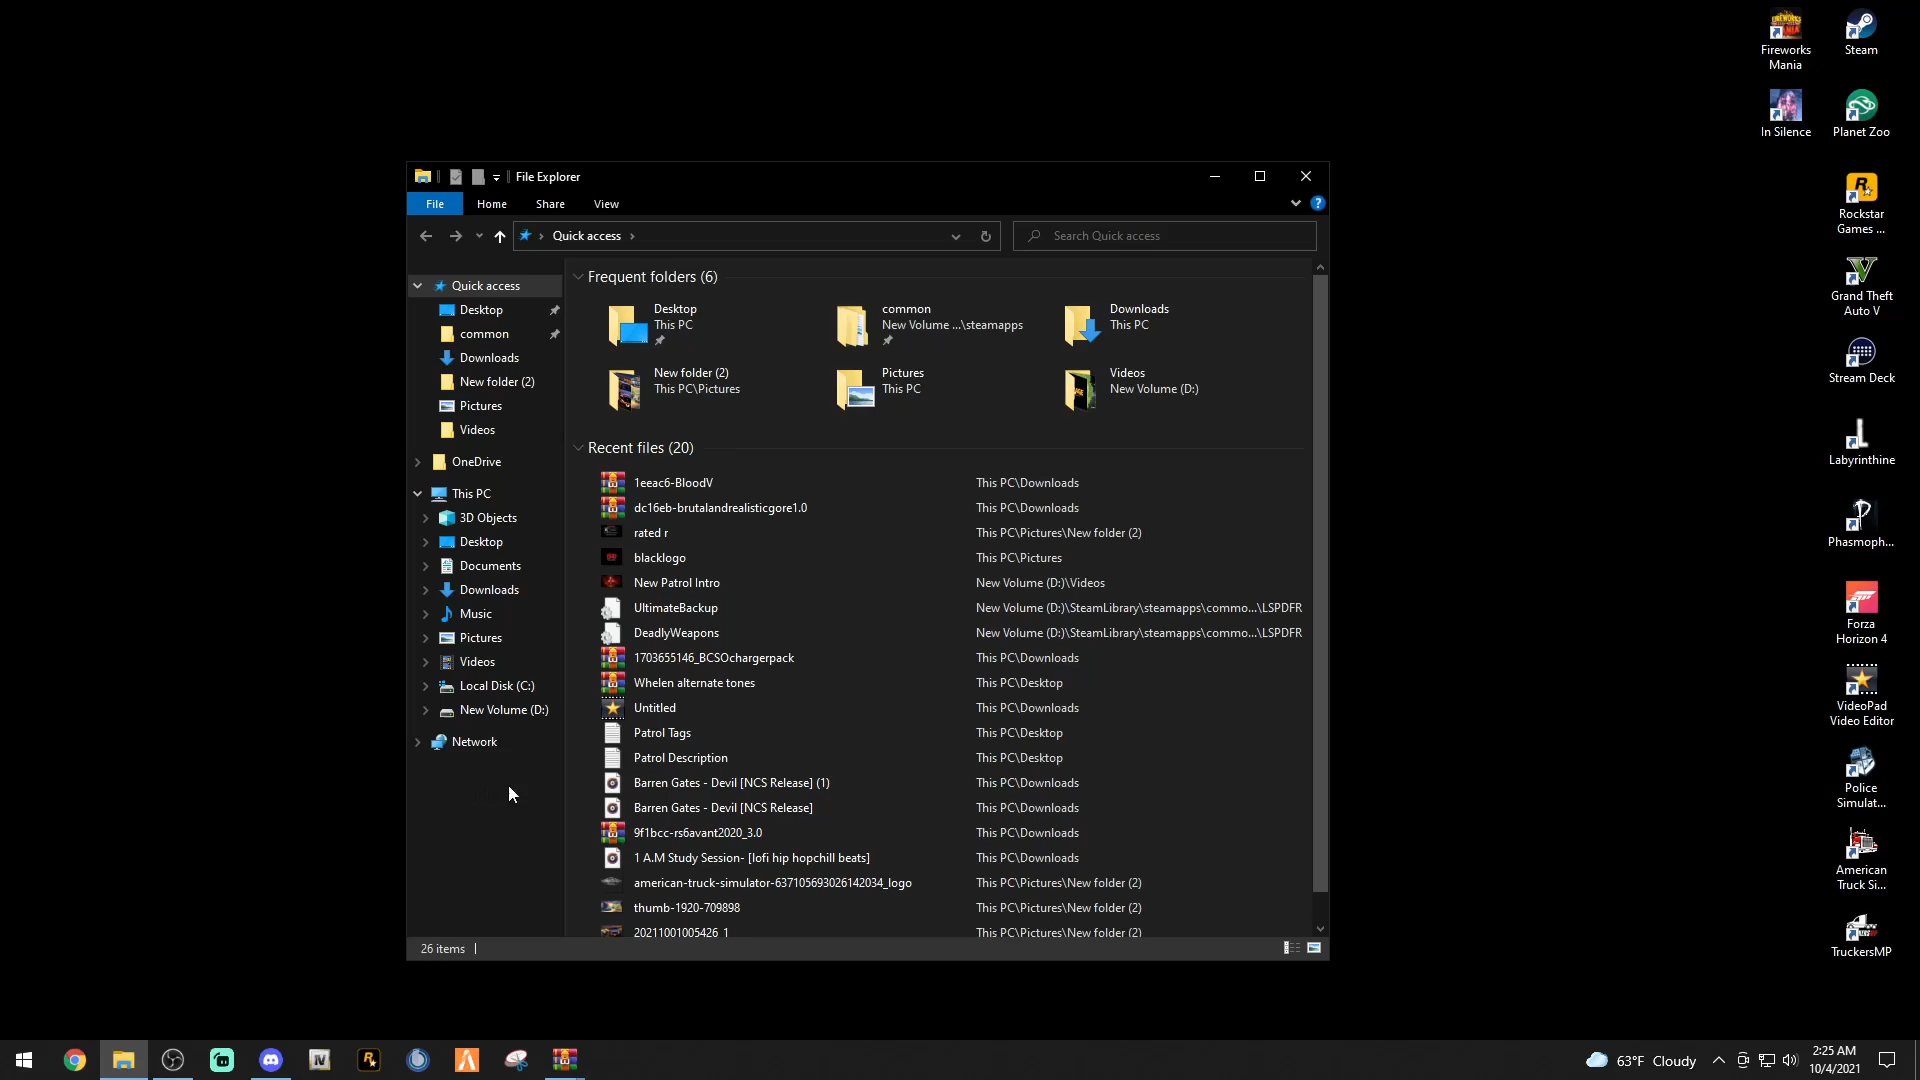 Fireworks
Mania
Steam
In Silence
Planet Zoo
Rockstar
Games ...
Grand Theft
Auto V
Stream Deck
Labyrinthine
Phasmoph...
Forza
Horizon 4
VideoPad
Video Editor
Police
Simulat...
American
Truck Si...
TruckersMP
File Explorer
File Home Share View
Quick access
Search Quick access
Quick access
Desktop
common
Downloads
New folder (2)
Pictures
Videos
OneDrive
This PC
3D Objects
Desktop
Documents
Downloads
Music
Pictures
Videos
Local Disk (C:)
New Volume (D:)
Network
Frequent folders (6)
Desktop
This PC
common
New Volume ...\steamapps
Downloads
This PC
New folder (2)
This PC\Pictures
Pictures
This PC
Videos
New Volume (D:)
Recent files (20)
1eeac6-BloodV This PC\Downloads
dc16eb-brutalandrealisticgore1.0 This PC\Downloads
rated r This PC\Pictures\New folder (2)
blacklogo This PC\Pictures
New Patrol Intro New Volume (D:)\Videos
UltimateBackup New Volume (D:)\SteamLibrary\steamapps\commo...\LSPDFR
DeadlyWeapons New Volume (D:)\SteamLibrary\steamapps\commo...\LSPDFR
1703655146_BCSOchargerpack This PC\Downloads
Whelen alternate tones This PC\Desktop
Untitled This PC\Downloads
Patrol Tags This PC\Desktop
Patrol Description This PC\Desktop
Barren Gates - Devil [NCS Release] (1) This PC\Downloads
Barren Gates - Devil [NCS Release] This PC\Downloads
9f1bcc-rs6avant2020_3.0 This PC\Downloads
1 A.M Study Session- [lofi hip hopchill beats] This PC\Downloads
american-truck-simulator-637105693026142034_logo This PC\Pictures\New folder (2)
thumb-1920-709898 This PC\Pictures\New folder (2)
20211001005426_1 This PC\Pictures\New folder (2)
26 items
63°F Cloudy
2:25 AM
10/4/2021